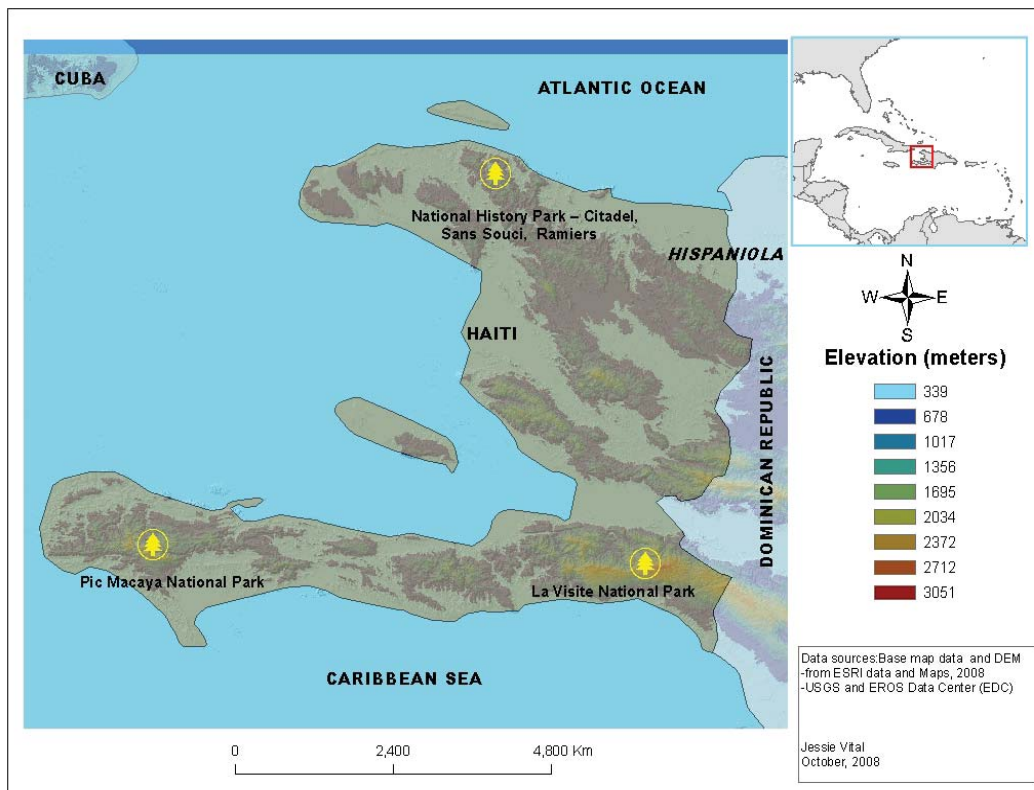 CUBA
ATLANTIC OCEAN
National History Park – Citadel,
Sans Souci, Ramiers
HISPANIOLA
HAITI
DOMINICAN REPUBLIC
Pic Macaya National Park
La Visite National Park
CARIBBEAN SEA
0 2,400 4,800 Km
N
W E
S
Elevation (meters)
339
678
1017
1356
1695
2034
2372
2712
3051
Data sources:Base map data and DEM
-from ESRI data and Maps, 2008
-USGS and EROS Data Center (EDC)
Jessie Vital
October, 2008